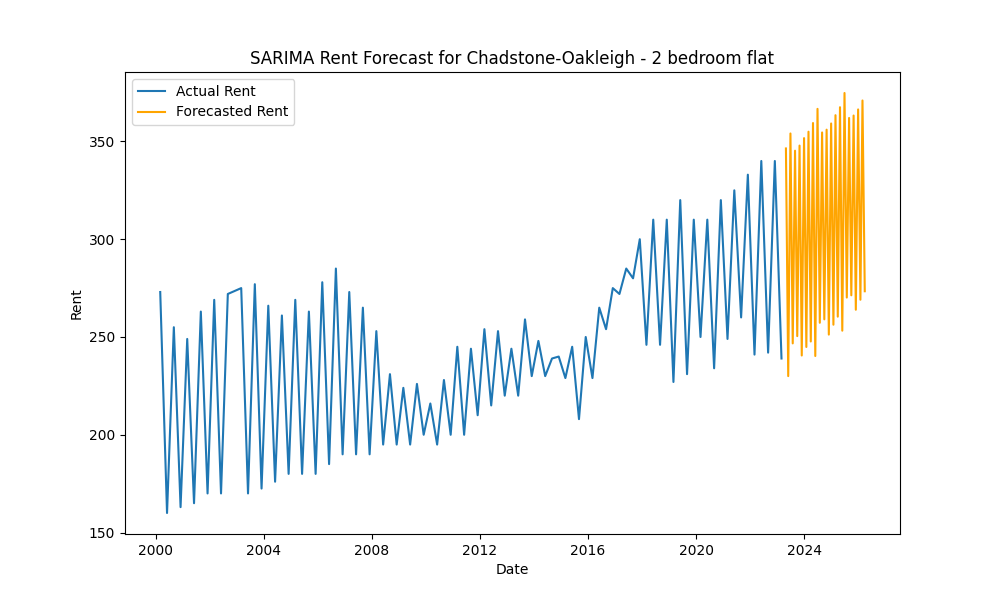 SARIMA Rent Forecast for Chadstone-Oakleigh - 2 bedroom flat
Actual Rent
Forecasted Rent
350
300
250
200
150
Rent
2000 2004 2008 2012 2016 2020 2024
Date